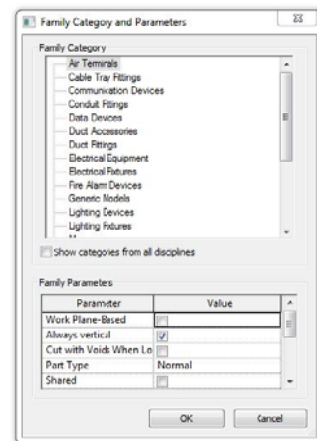 Family Category and Parameters
Family Category
Air Terminals
Cable Tray Fittings
Communication Devices
Conduit Fittings
Data Devices
Duct Accessories
Duct Fittings
Electrical Equipment
Electrical Fixtures
Fire Alarm Devices
Generic Models
Lighting Devices
Lighting Fixtures
Show categories from all disciplines
Family Parameters
Parameter Value
Work Plane-Based
Always vertical
Cut with Voids When Lo
Part Type Normal
Shared
OK Cancel